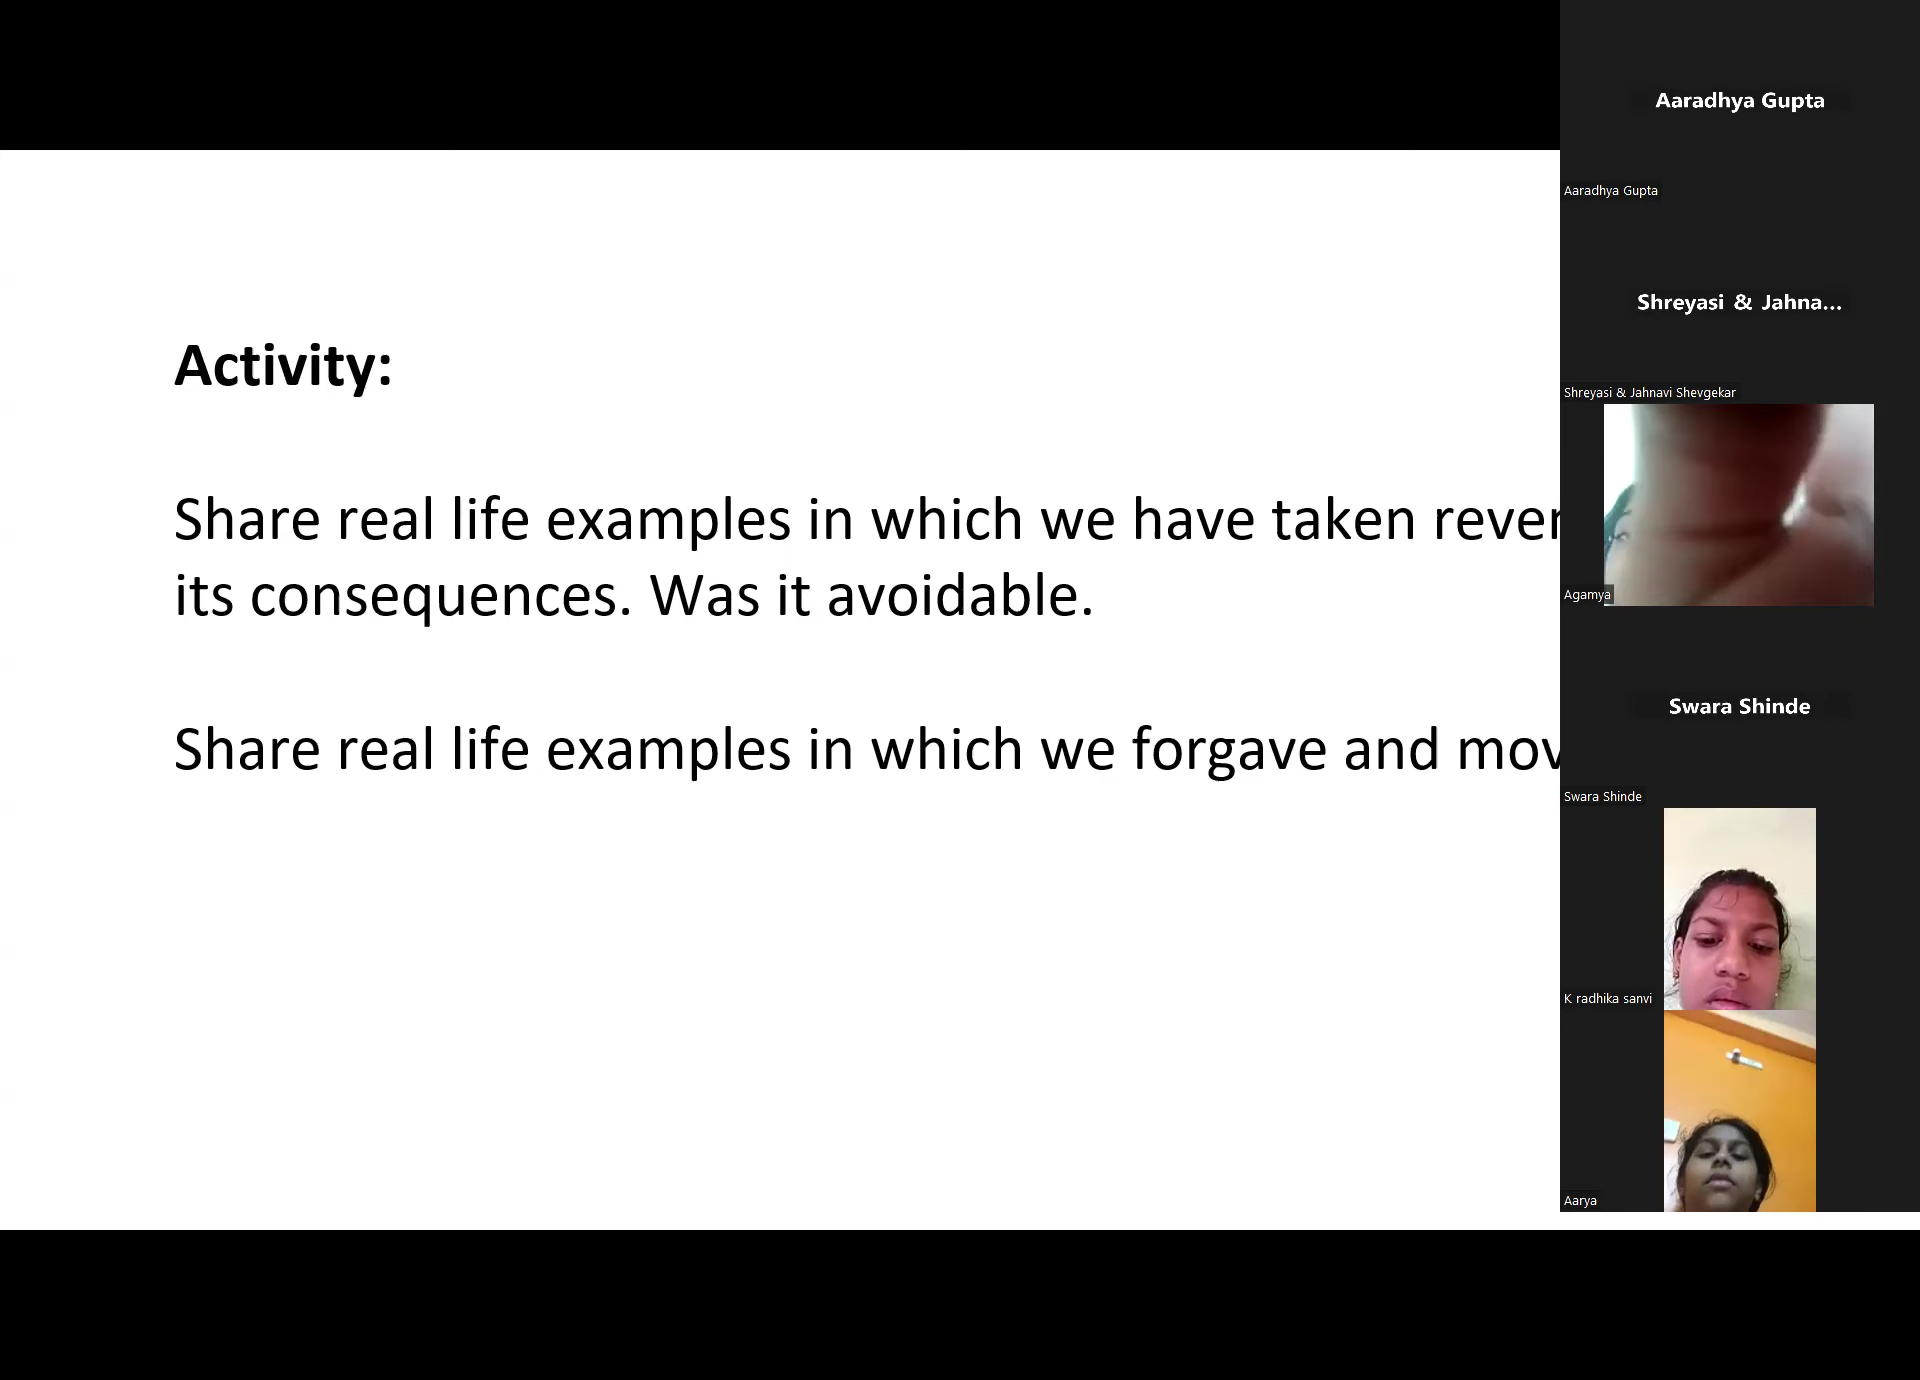 Activity:
Share real life examples in which we have taken
its consequences. Was it avoidable.
Share real life examples in which we forgave and
Aaradhya Gupta
Aaradhya Gupta
Shreyasi & Jahna...
Shreyasi & Jahnavi Shevgekar
Agamya
Swara Shinde
Swara Shinde
K radhika sanvi
Aarya